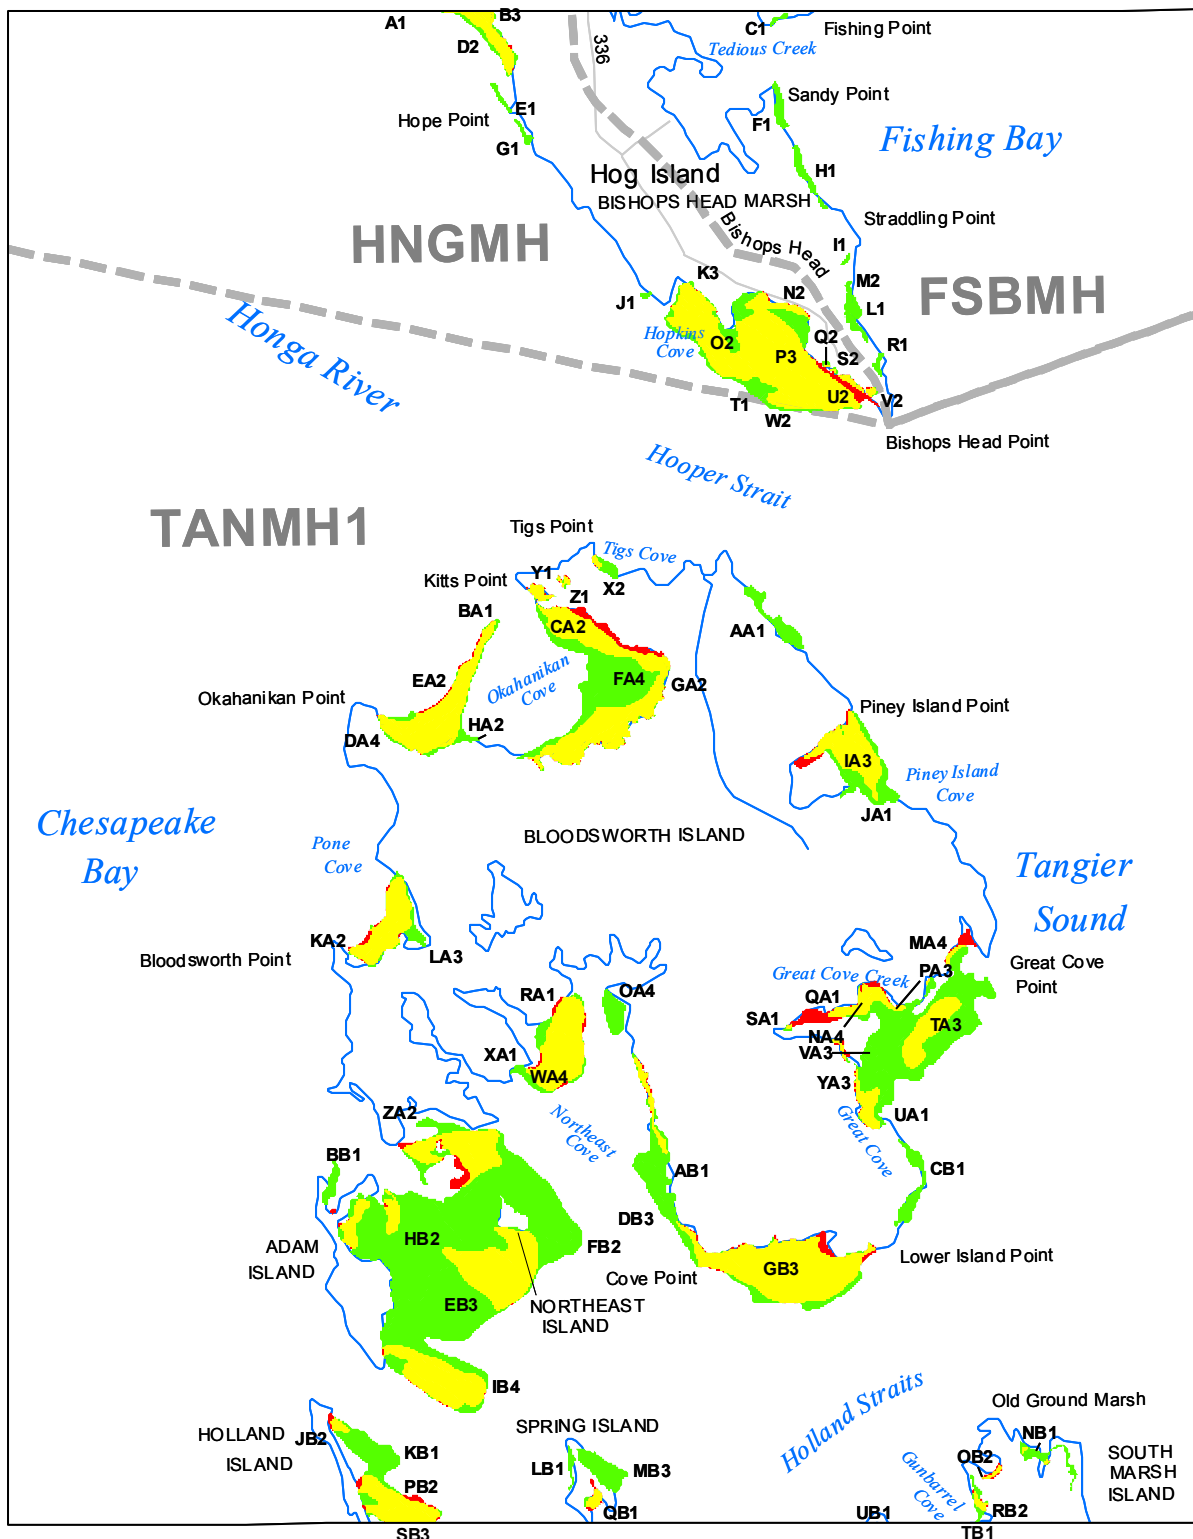 A1
B3
C1
Fishing Point
D2
336
Tedious Creek
Sandy Point
Hope Point
E1
F1
Fishing Bay
G1
Hog Island
H1
BISHOPS HEAD MARSH
Straddling Point
HNGMH
Bishops Head
I1
K3
M2
FSBMH
J1
N2
L1
Honga River
Hopkins
Cove
O2
P3
Q2
S2
R1
T1
U2
V2
W2
Bishops Head Point
Hooper Strait
TANMH1
Tigs Point
Tigs Cove
Kitts Point
Y1
X2
BA1
Z1
CA2
AA1
Okahanikan
Cove
EA2
FA4
GA2
Okahanikan Point
Piney Island Point
DA4
HA2
IA3
Piney Island
Cove
JA1
Chesapeake
Bay
BLOODSWORTH ISLAND
Pone
Cove
Tangier
Sound
KA2
LA3
MA4
Bloodsworth Point
Great Cove
Point
Great Cove Creek
PA3
RA1
OA4
QA1
SA1
NA4
TA3
XA1
VA3
WA4
YA3
ZA2
Northeast
Cove
Great Cove
UA1
BB1
AB1
CB1
DB3
ADAM
ISLAND
HB2
FB2
Cove Point
GB3
Lower Island Point
EB3
NORTHEAST
ISLAND
IB4
Holland Straits
Old Ground Marsh
HOLLAND
ISLAND
JB2
SPRING ISLAND
NB1
KB1
LB1
MB3
OB2
SOUTH
MARSH
ISLAND
PB2
Gunbarrel
Cove
QB1
UB1
RB2
SB3
TB1